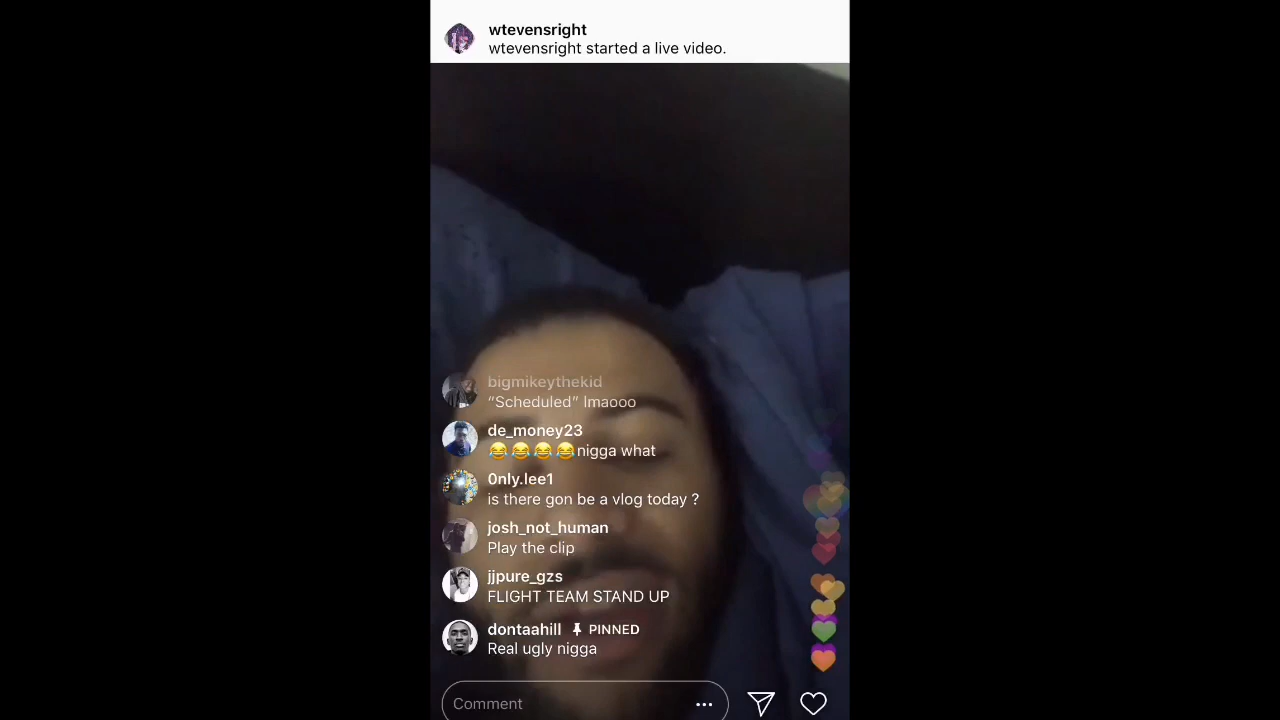 wtevensright
wtevensright started a live video.
bigmikeythekid
“Scheduled” lmaooo
de_money23
😂😂😂😂nigga what
0nly.lee1
is there gon be a vlog today ?
josh_not_human
Play the clip
jjpure_gzs
FLIGHT TEAM STAND UP
dontaahill 📌 PINNED
Real ugly nigga
Comment